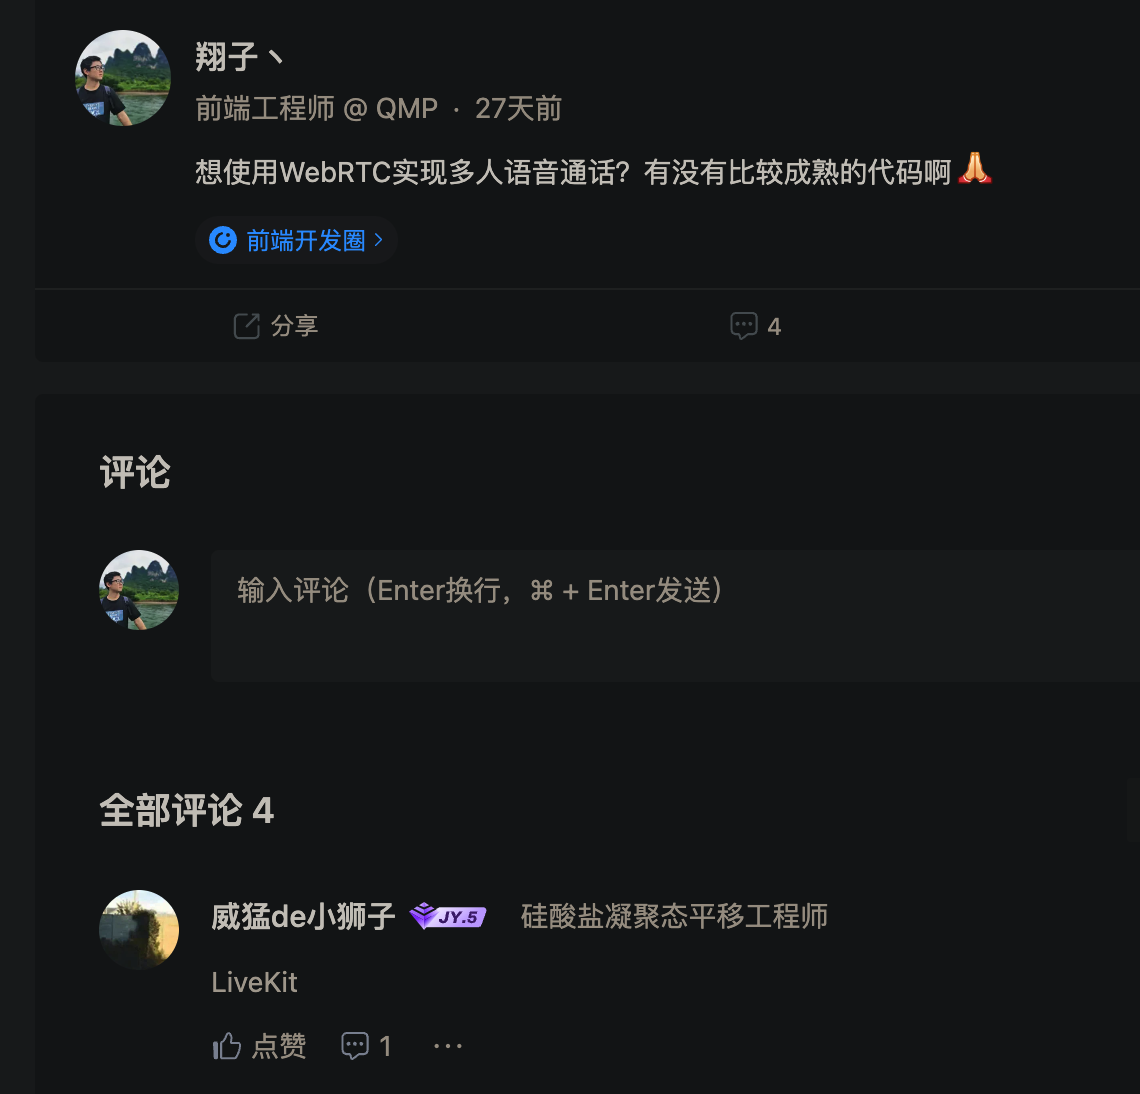 翔子丶
前端工程师 @ QMP · 27天前
想使用WebRTC实现多人语音通话？有没有比较成熟的代码啊🙏
前端开发圈
分享
4
评论
输入评论（Enter换行，⌘ + Enter发送）
全部评论 4
威猛de小狮子 JY.5 硅酸盐凝聚态平移工程师
LiveKit
点赞 1 ···